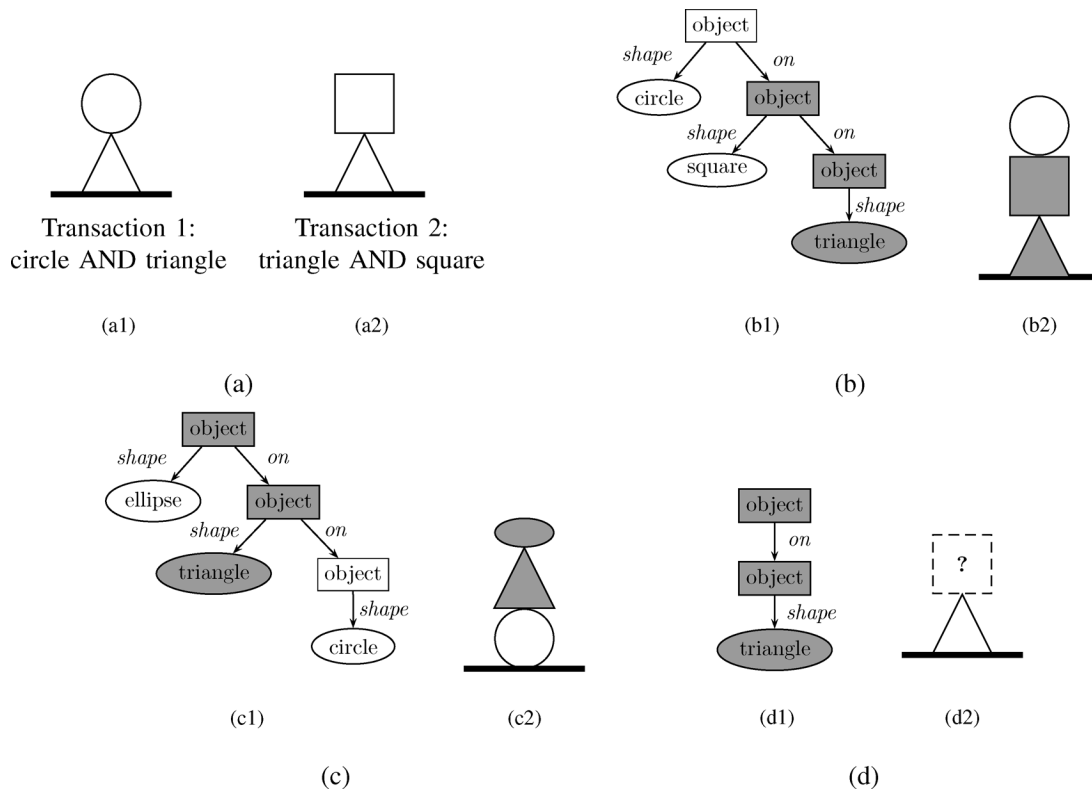 Transaction 1:
circle AND triangle
(a1)
Transaction 2:
triangle AND square
(a2)
(a)
object
shape
on
circle
object
shape
on
square
object
shape
triangle
(b1)
(b2)
(b)
object
shape
on
ellipse
object
shape
on
triangle
object
shape
circle
(c1)
(c2)
(c)
object
on
object
shape
triangle
(d1)
?
(d2)
(d)